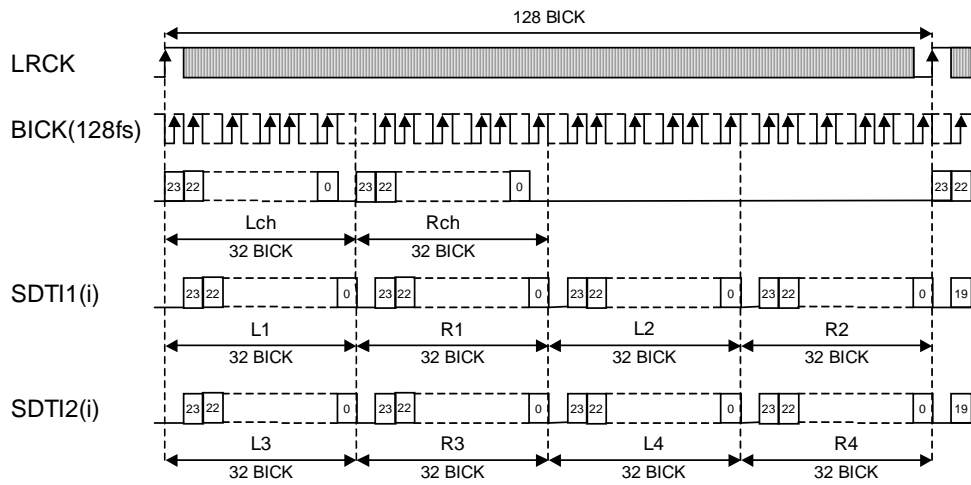 128 BICK
LRCK
BICK(128fs)
23 22 0 23 22 0 23 22
Lch Rch
32 BICK 32 BICK
SDTI1(i)
23 22 0 23 22 0 23 22 0 23 22 0 19
L1 R1 L2 R2
32 BICK 32 BICK 32 BICK 32 BICK
SDTI2(i)
23 22 0 23 22 0 23 22 0 23 22 0 19
L3 R3 L4 R4
32 BICK 32 BICK 32 BICK 32 BICK